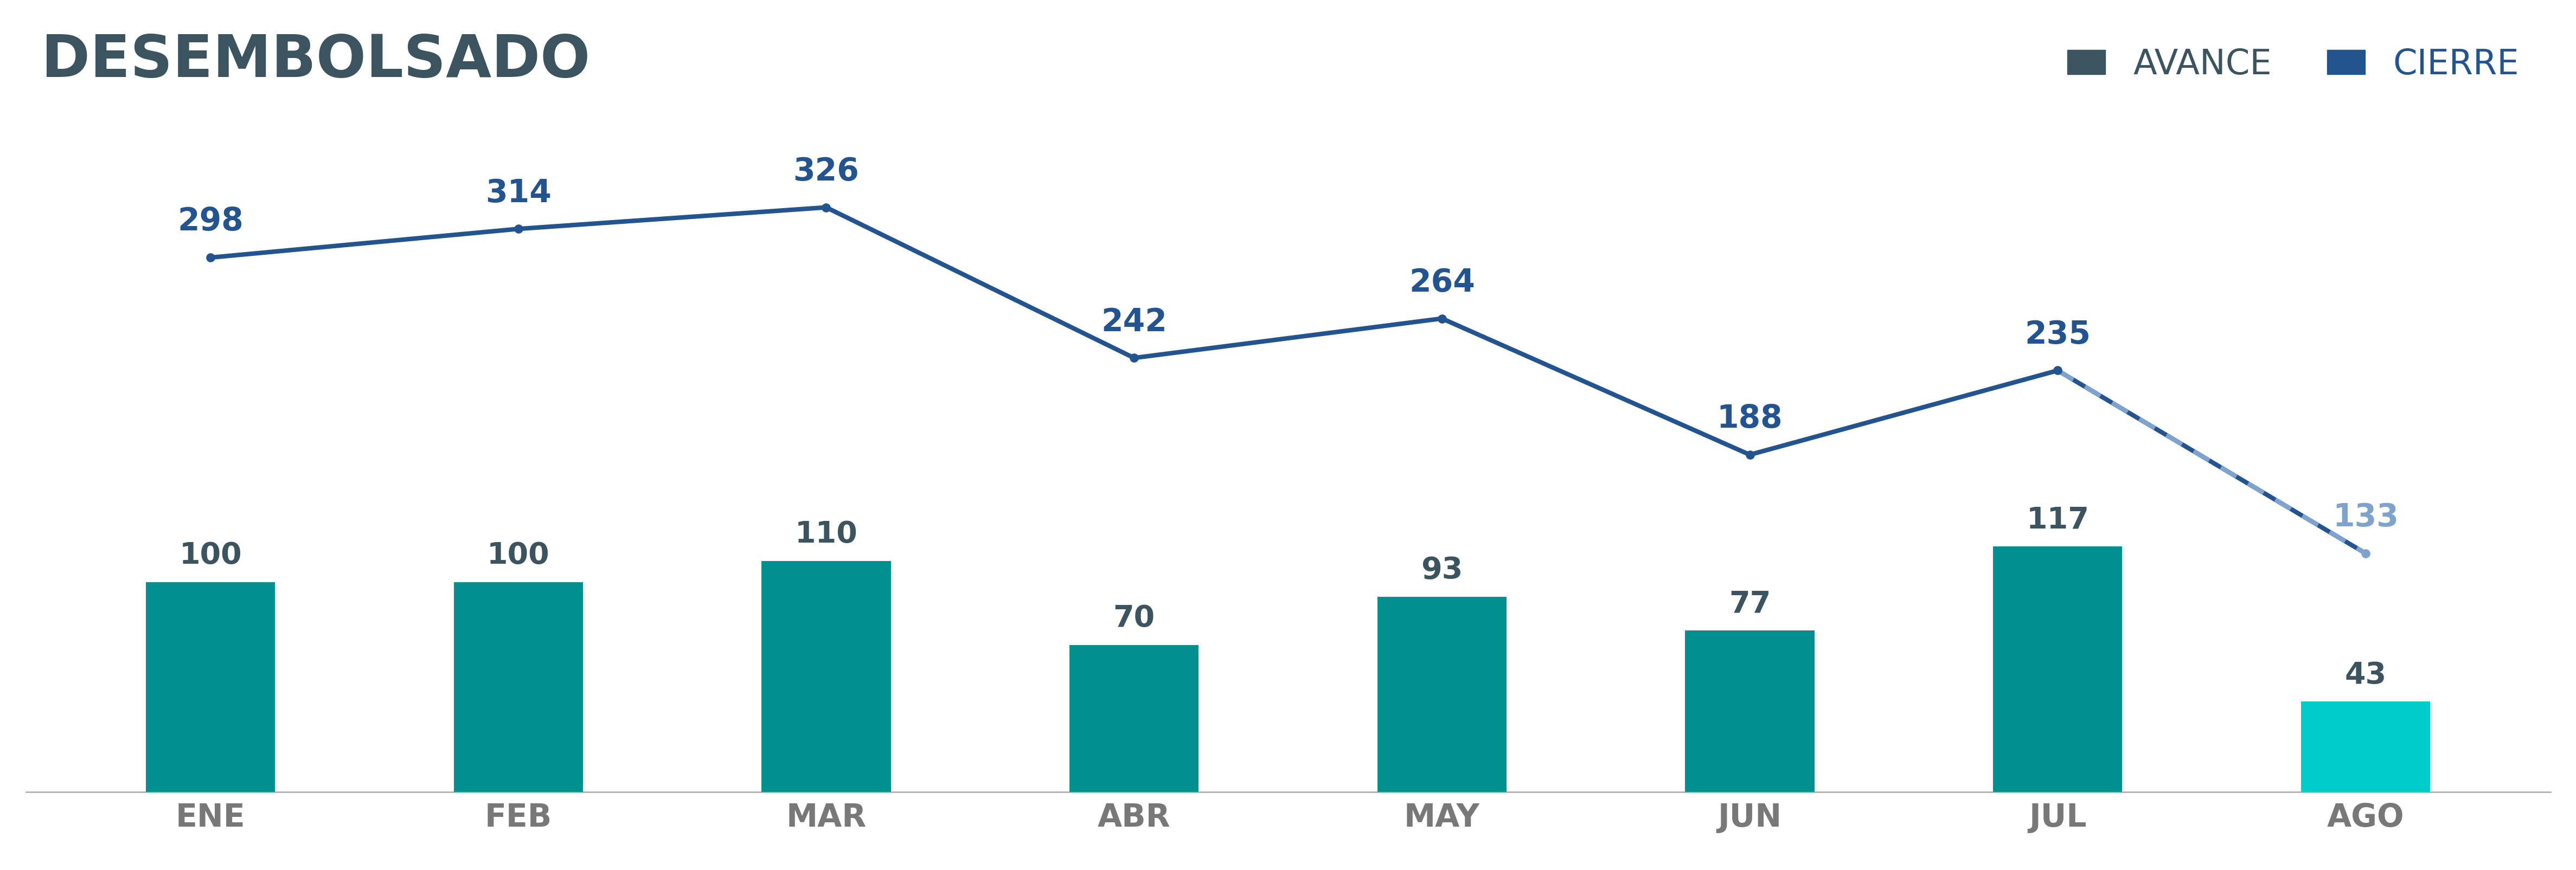 DESEMBOLSADO
AVANCE CIERRE
298 314 326 242 264 188 235 133
100 100 110 70 93 77 117 43
ENE FEB MAR ABR MAY JUN JUL AGO